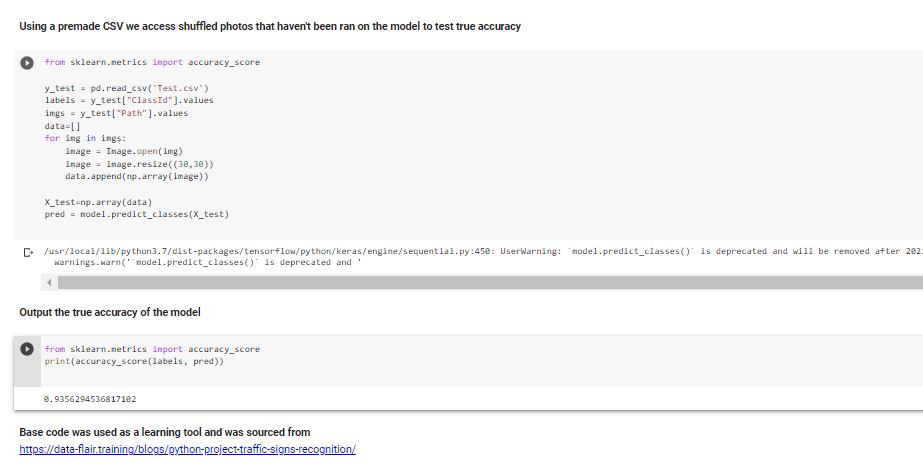 Using a premade CSV we access shuffled photos that haven't been ran on the model to test true accuracy
from sklearn.metrics import accuracy_score
y_test = pd.read_csv('Test.csv')
labels = y_test["ClassId"].values
imgs = y_test["Path"].values
data=[]
for img in imgs:
    image = Image.open(img)
    image = image.resize((30,30))
    data.append(np.array(image))
X_test=np.array(data)
pred = model.predict_classes(X_test)
/usr/local/lib/python3.7/dist-packages/tensorflow/python/keras/engine/sequential.py:450: UserWarning: `model.predict_classes()` is deprecated and will be removed after 202
  warnings.warn('`model.predict_classes()` is deprecated and '
Output the true accuracy of the model
from sklearn.metrics import accuracy_score
print(accuracy_score(labels, pred))
0.9356294536817102
Base code was used as a learning tool and was sourced from
https://data-flair.training/blogs/python-project-traffic-signs-recognition/